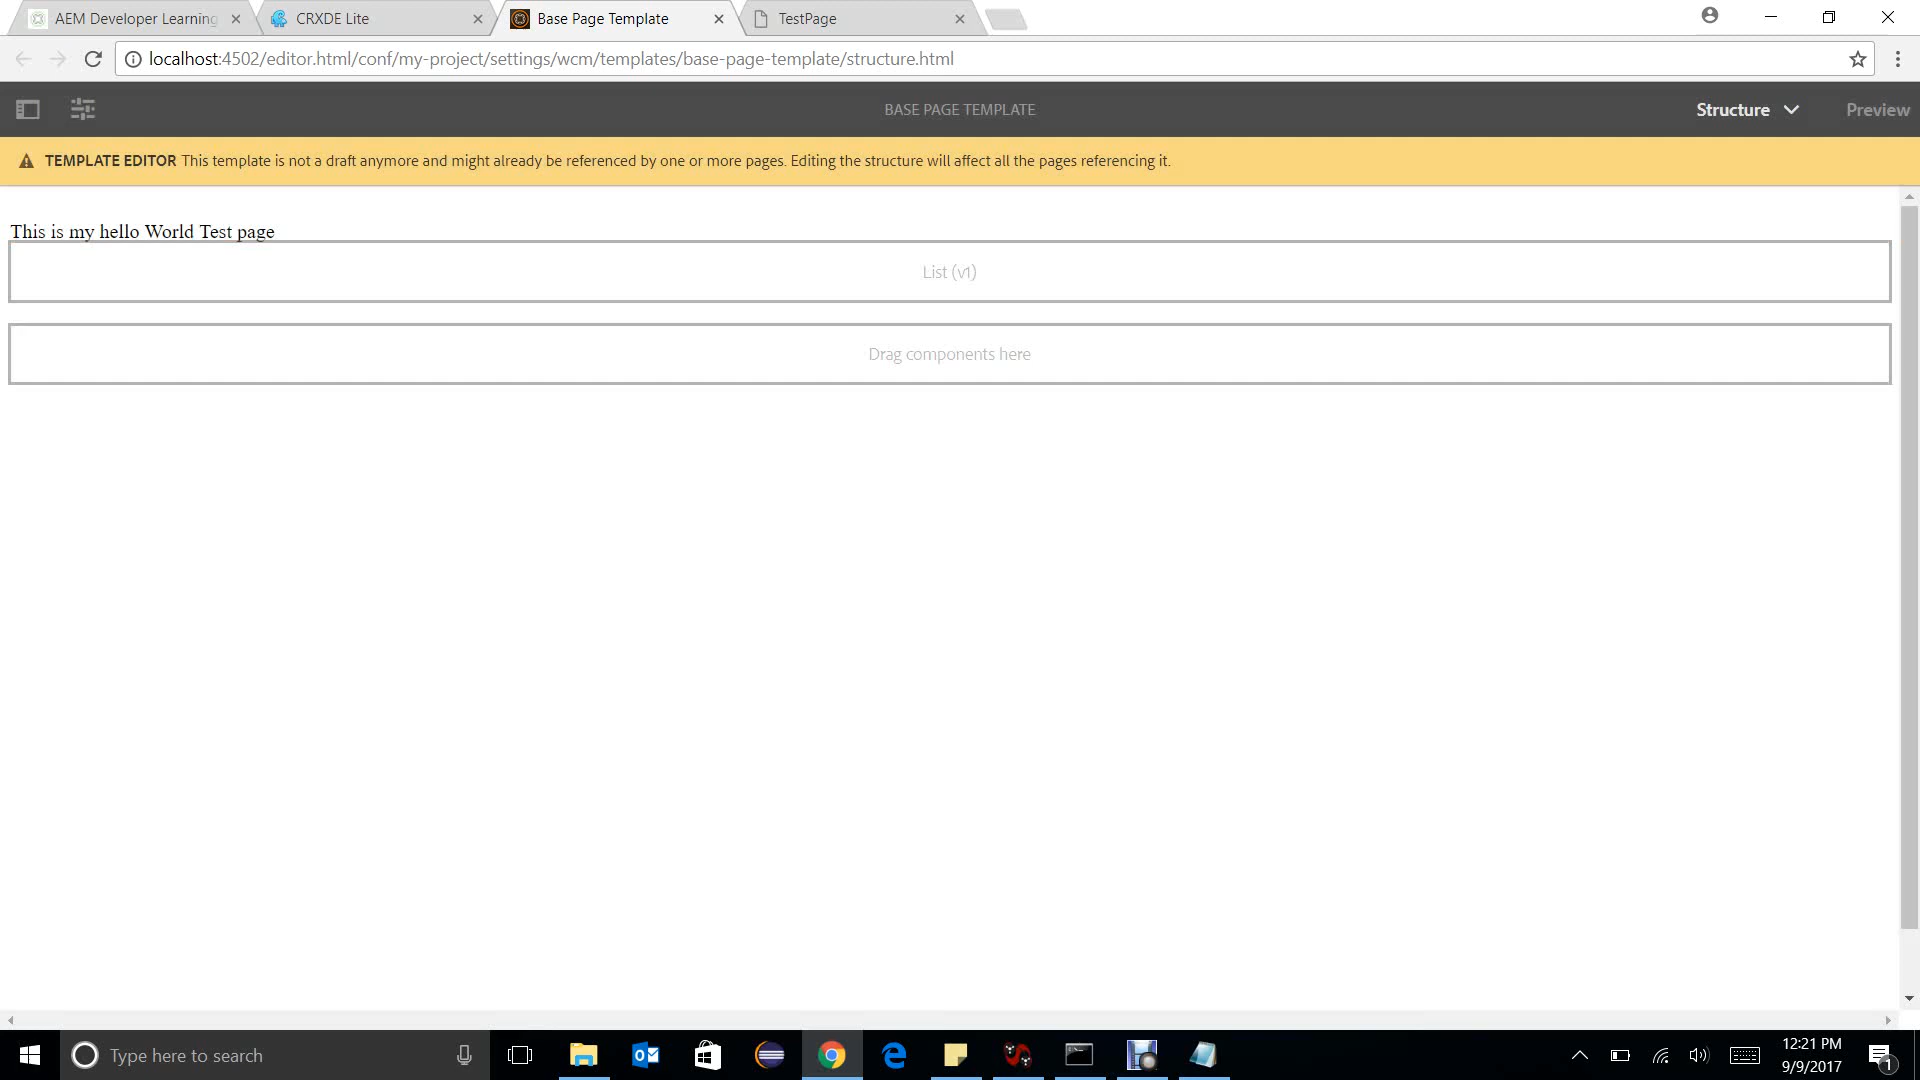 AEM Developer Learning
CRXDE Lite
Base Page Template
TestPage
localhost:4502/editor.html/conf/my-project/settings/wcm/templates/base-page-template/structure.html
BASE PAGE TEMPLATE
Structure
Preview
TEMPLATE EDITOR This template is not a draft anymore and might already be referenced by one or more pages. Editing the structure will affect all the pages referencing it.
This is my hello World Test page
List (v1)
Drag components here
Type here to search
12:21 PM
9/9/2017
1